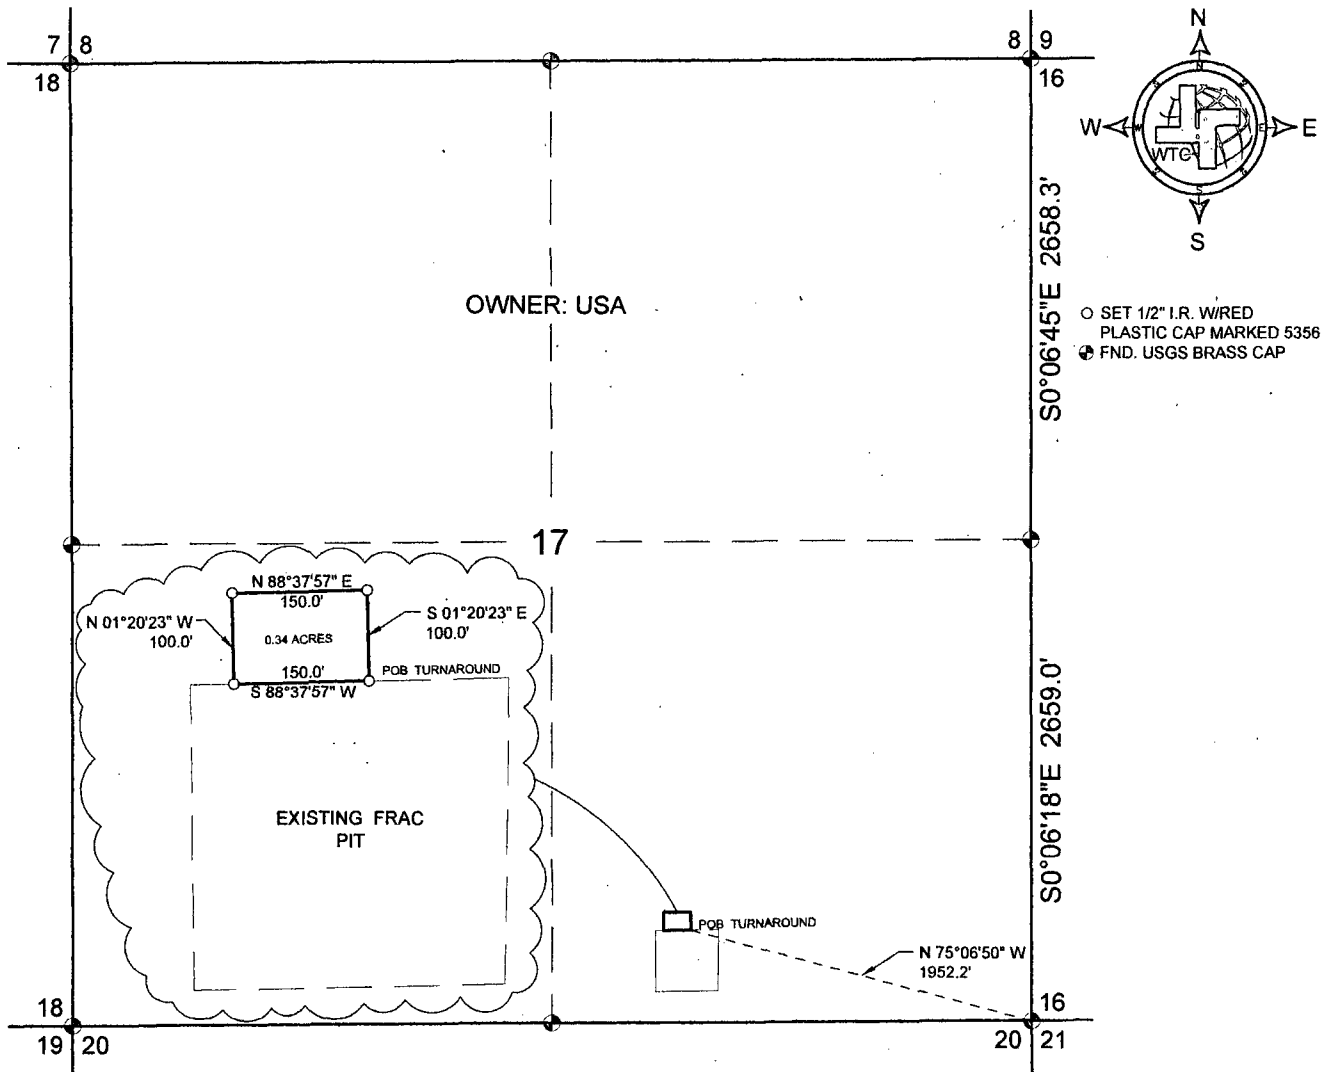 7 8
18
8 9
16
N
W
E
S
WTC
S0°06'45"E 2658.3'
OWNER: USA
SET 1/2" I.R. W/RED
PLASTIC CAP MARKED 5356
FND. USGS BRASS CAP
17
N 88°37'57" E
150.0'
N 01°20'23" W
100.0'
S 01°20'23" E
100.0'
0.34 ACRES
150.0'
S 88°37'57" W
POB TURNAROUND
S0°06'18"E 2659.0'
EXISTING FRAC
PIT
POB TURNAROUND
N 75°06'50" W
1952.2'
18
19 20
16
20 21